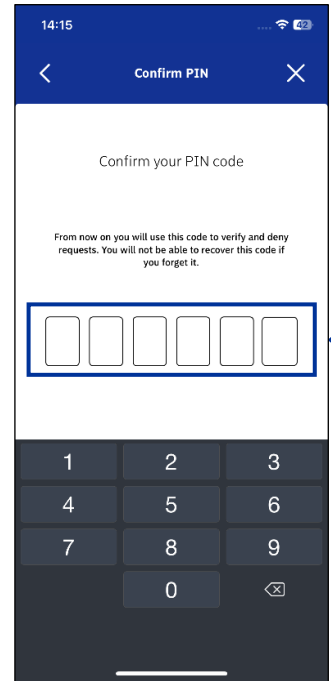 14:15
42
Confirm PIN
Confirm your PIN code
From now on you will use this code to verify and deny
requests. You will not be able to recover this code if
you forget it.
1 2 3
4 5 6
7 8 9
0